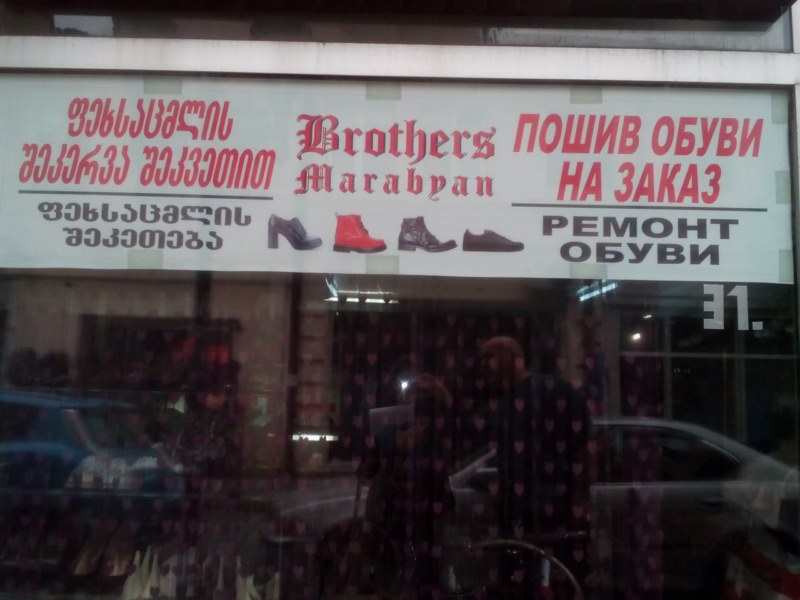 ფეხსაცმლის
შეკერვა შეკვეთით
ფეხსაცმლის
შეკეთება
Brothers
Marabyan
ПОШИВ ОБУВИ
НА ЗАКАЗ
РЕМОНТ
ОБУВИ
31.